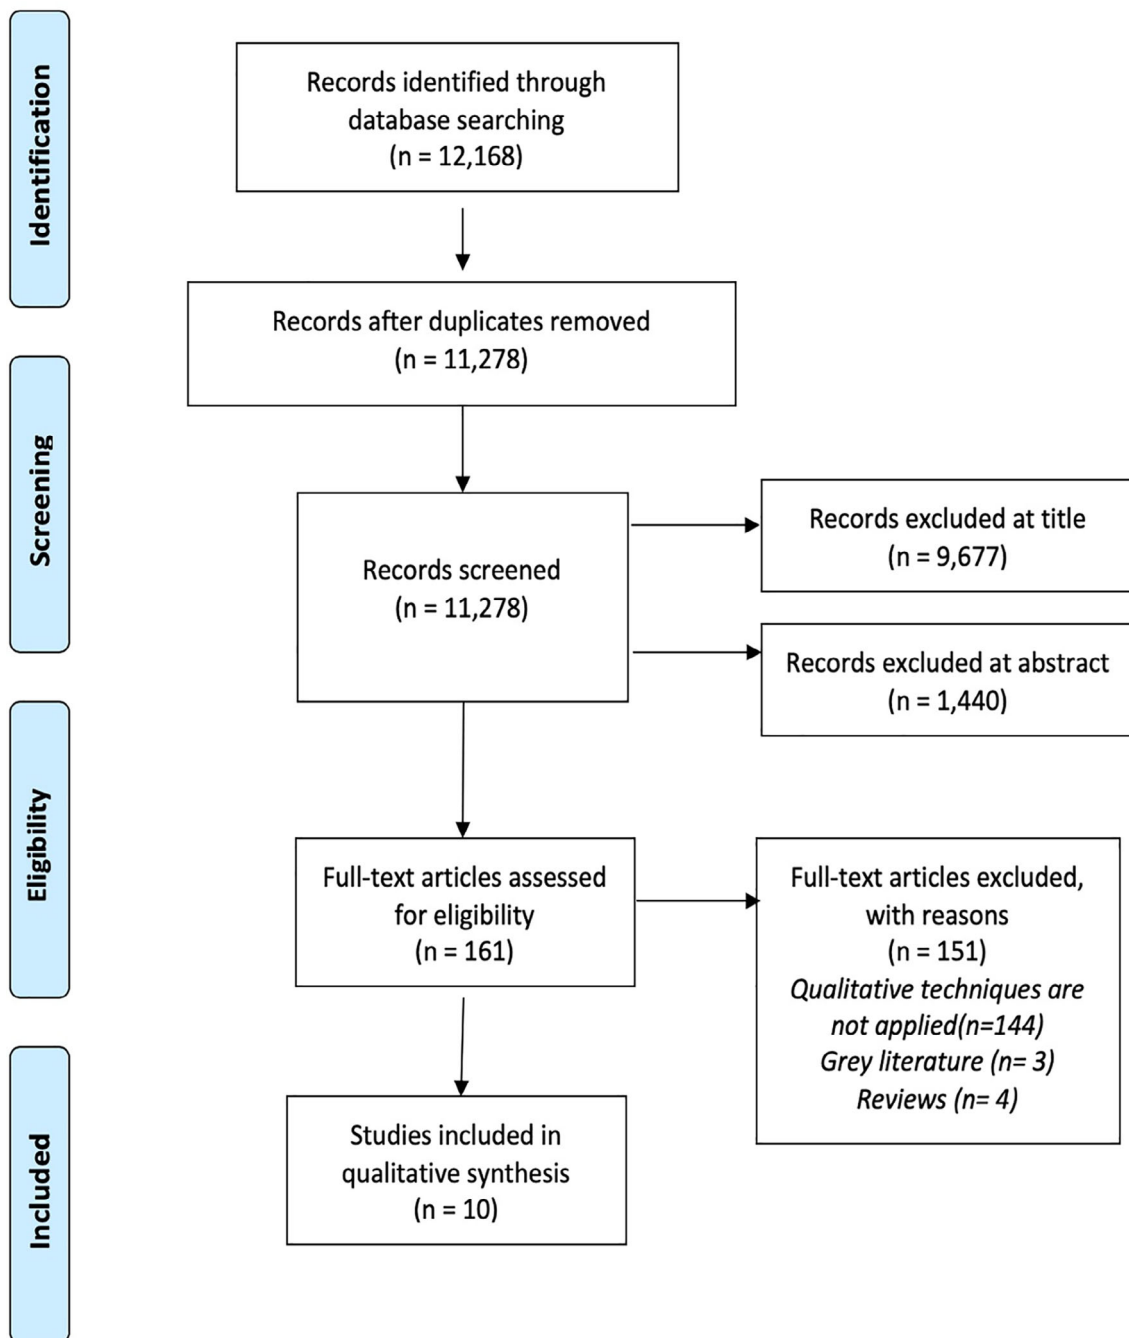 Identification
Records identified through
database searching
(n = 12,168)
Records after duplicates removed
(n = 11,278)
Screening
Records screened
(n = 11,278)
Records excluded at title
(n = 9,677)
Records excluded at abstract
(n = 1,440)
Eligibility
Full-text articles assessed
for eligibility
(n = 161)
Full-text articles excluded,
with reasons
(n = 151)
Qualitative techniques are
not applied(n=144)
Grey literature (n= 3)
Reviews (n= 4)
Included
Studies included in
qualitative synthesis
(n = 10)